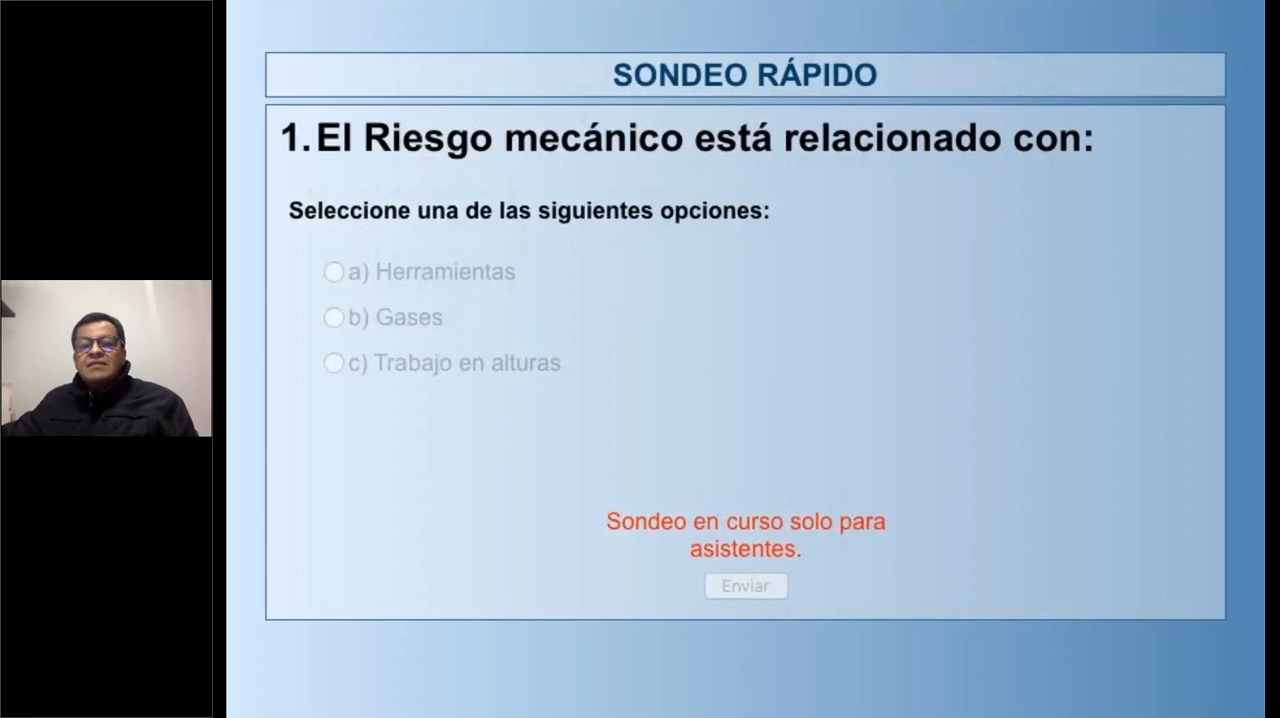 SONDEO RÁPIDO
1. El Riesgo mecánico está relacionado con:
Seleccione una de las siguientes opciones:
a) Herramientas
b) Gases
c) Trabajo en alturas
Sondeo en curso solo para
asistentes.
Enviar